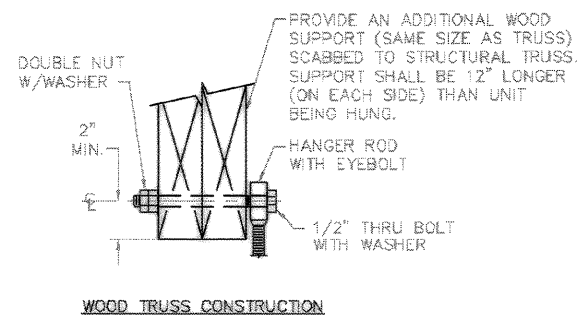 PROVIDE AN ADDITIONAL WOOD
SUPPORT (SAME SIZE AS TRUSS)
SCABBED TO STRUCTURAL TRUSS.
SUPPORT SHALL BE 12" LONGER
(ON EACH SIDE) THAN UNIT
BEING HUNG.
DOUBLE NUT
W/WASHER
2"
MIN.
HANGER ROD
WITH EYEBOLT
℄
1/2" THRU BOLT
WITH WASHER
WOOD TRUSS CONSTRUCTION